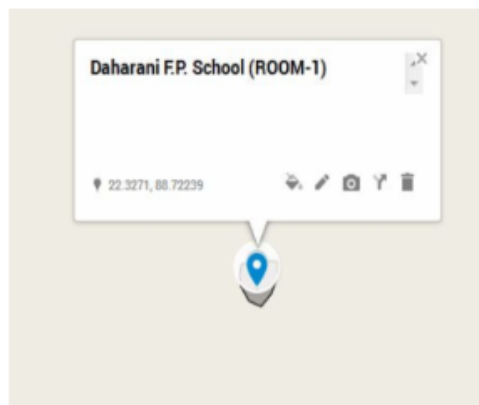 Daharani F.P. School (ROOM-1)
22.3271, 88.72239